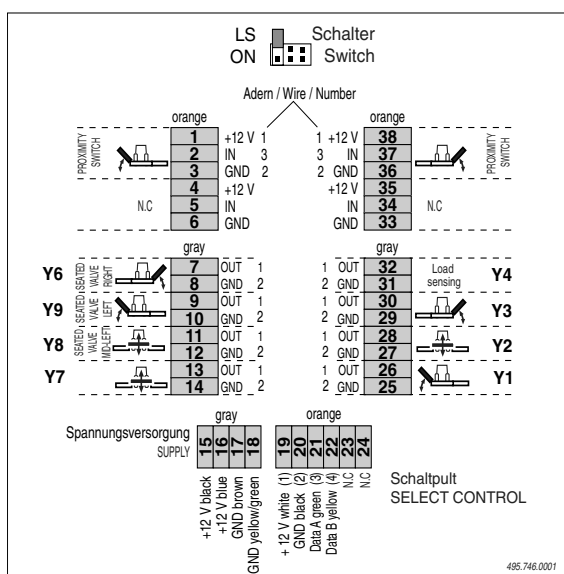 LS Schalter
ON Switch
Adern / Wire / Number
orange orange
PROXIMITY SWITCH
1 +12 V 1 1 +12 V 38
2 IN 3 3 IN 37
3 GND 2 2 GND 36
PROXIMITY SWITCH
4 +12 V +12 V 35
N.C 5 IN IN 34 N.C
6 GND GND 33
gray gray
Y6 SEATED VALVE RIGHT 7 OUT 1 1 OUT 32 Load sensing Y4
8 GND 2 2 GND 31
Y9 SEATED VALVE LEFT 9 OUT 1 1 OUT 30 Y3
10 GND 2 2 GND 29
Y8 SEATED VALVE MID-LEFT 11 OUT 1 1 OUT 28 Y2
12 GND 2 2 GND 27
Y7 13 OUT 1 1 OUT 26 Y1
14 GND 2 2 GND 25
gray orange
Spannungsversorgung
SUPPLY
15 16 17 18 19 20 21 22 23 24
+12 V black
+12 V blue
GND brown
GND yellow/green
+ 12 V white (1)
GND black (2)
Data A green (3)
Data B yellow (4)
N.C
N.C
Schaltpult
SELECT CONTROL
495.746.0001